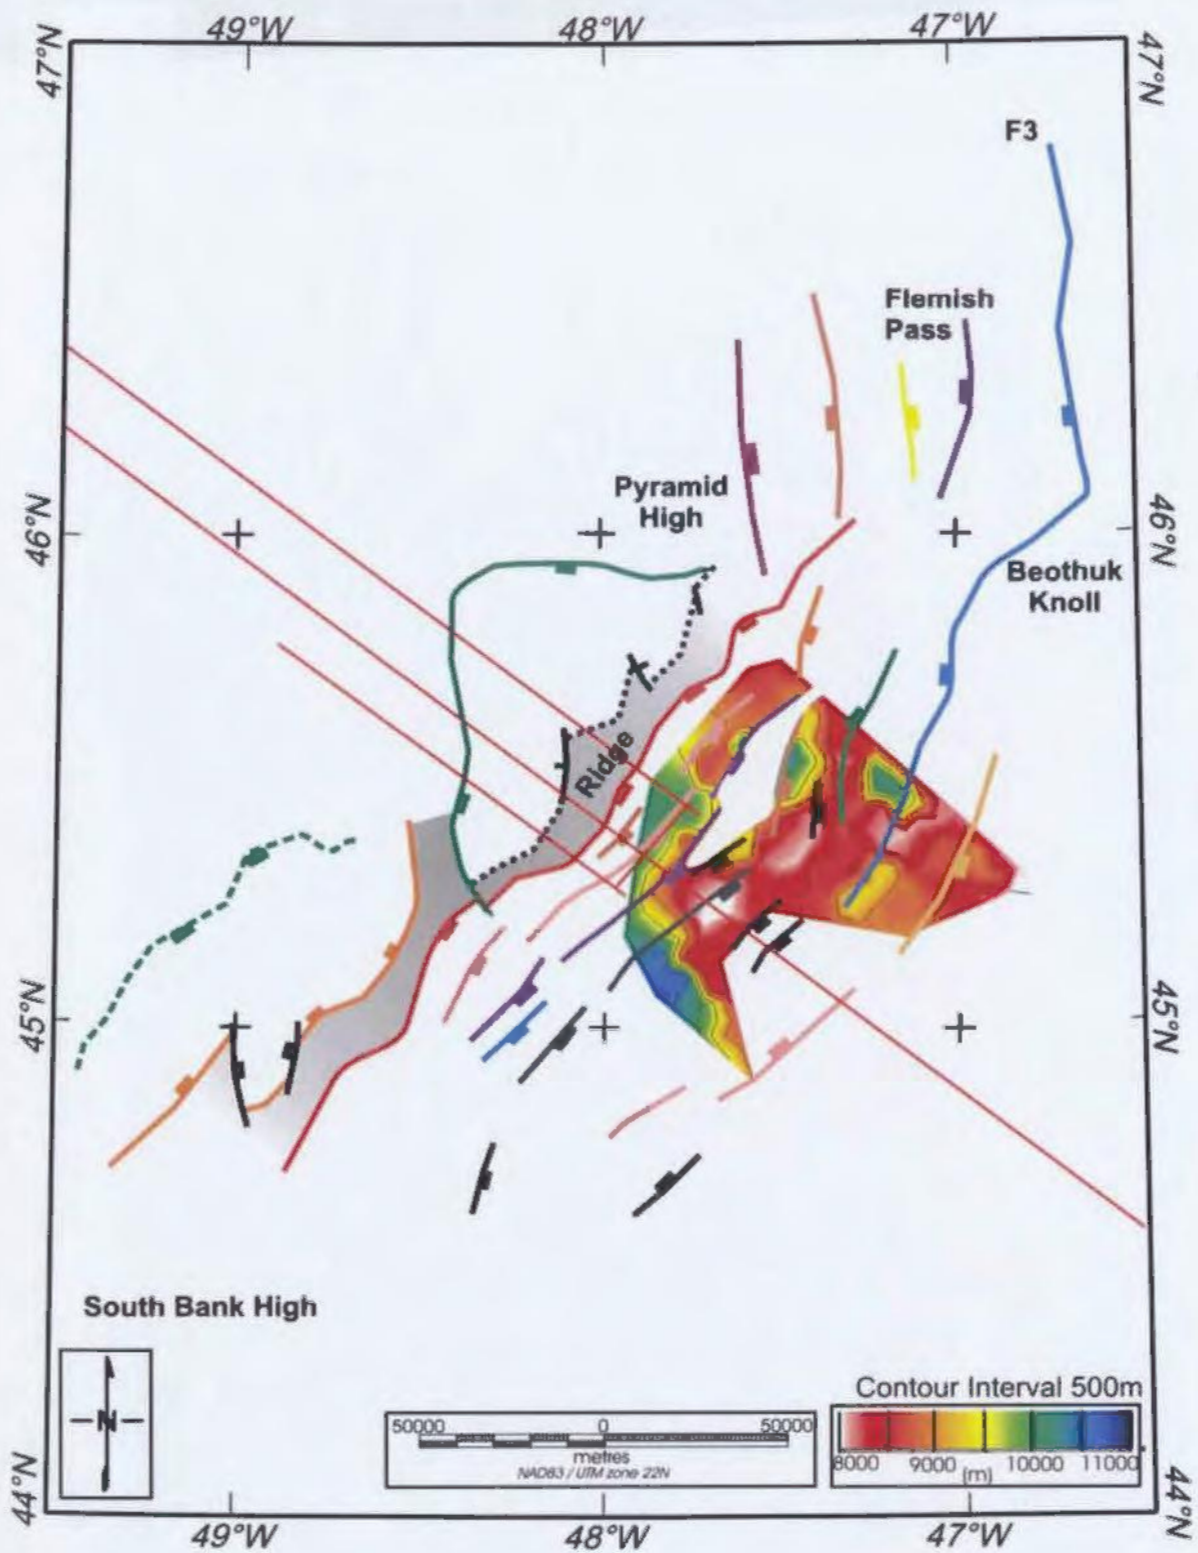 49°W 48°W 47°W
47°N 47°N
F3
Flemish
Pass
Pyramid
High
46°N 46°N
Beothuk
Knoll
Ridge
45°N 45°N
South Bank High
N
Contour Interval 500m
50000 0 50000
metres
NAD83 / UTM zone 22N
8000 9000 10000 11000
(m)
44°N 44°N
49°W 48°W 47°W